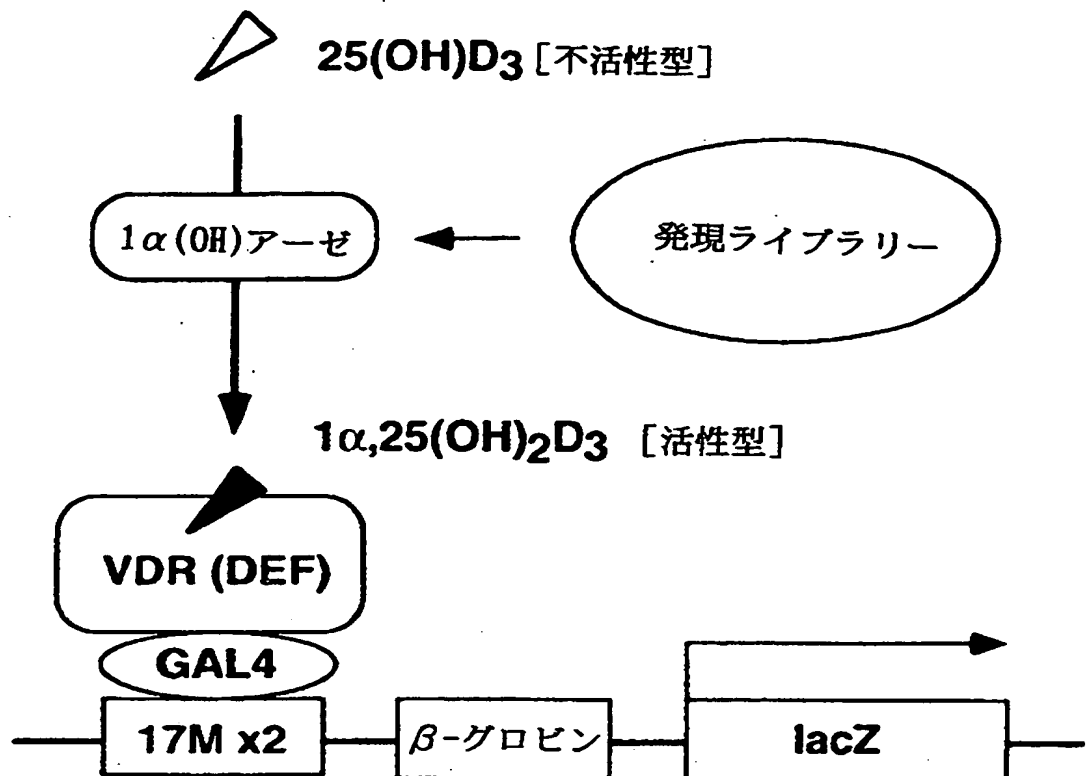 25(OH)D3 [不活性型]
1α(OH)アーゼ
発現ライブラリー
1α,25(OH)2D3 [活性型]
VDR (DEF)
GAL4
17M x2
β-グロビン
lacZ